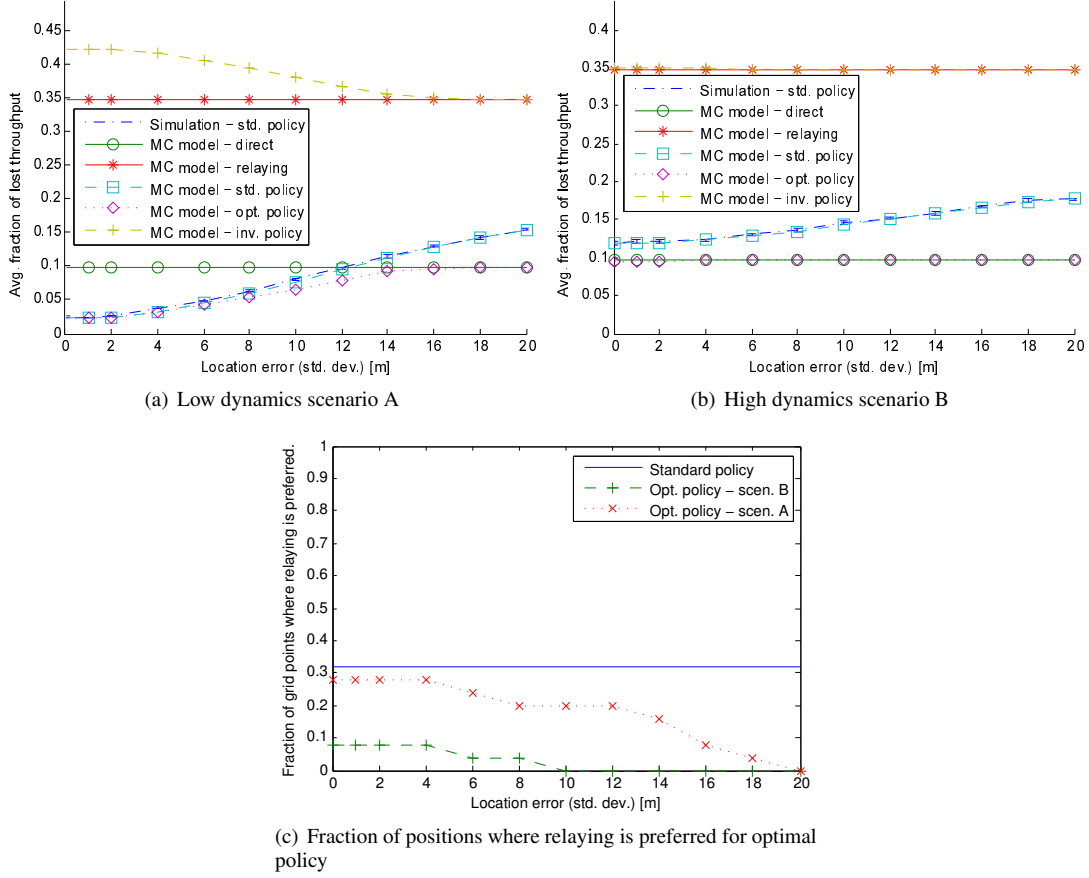 0.45
0.4
0.35
0.3
0.25
0.2
0.15
0.1
0.05
0
0 2 4 6 8 10 12 14 16 18 20
Avg. fraction of lost throughput
Location error (std. dev.) [m]
Simulation – std. policy
MC model – direct
MC model – relaying
MC model – std. policy
MC model – opt. policy
MC model – inv. policy
(a) Low dynamics scenario A
0.4
0.35
0.3
0.25
0.2
0.15
0.1
0.05
0
0 2 4 6 8 10 12 14 16 18 20
Avg. fraction of lost throughput
Location error (std. dev.) [m]
Simulation – std. policy
MC model – direct
MC model – relaying
MC model – std. policy
MC model – opt. policy
MC model – inv. policy
(b) High dynamics scenario B
1
0.9
0.8
0.7
0.6
0.5
0.4
0.3
0.2
0.1
0
0 2 4 6 8 10 12 14 16 18 20
Fraction of grid points where relaying is preferred.
Location error (std. dev.) [m]
Standard policy
Opt. policy – scen. B
Opt. policy – scen. A
(c) Fraction of positions where relaying is preferred for optimal
policy